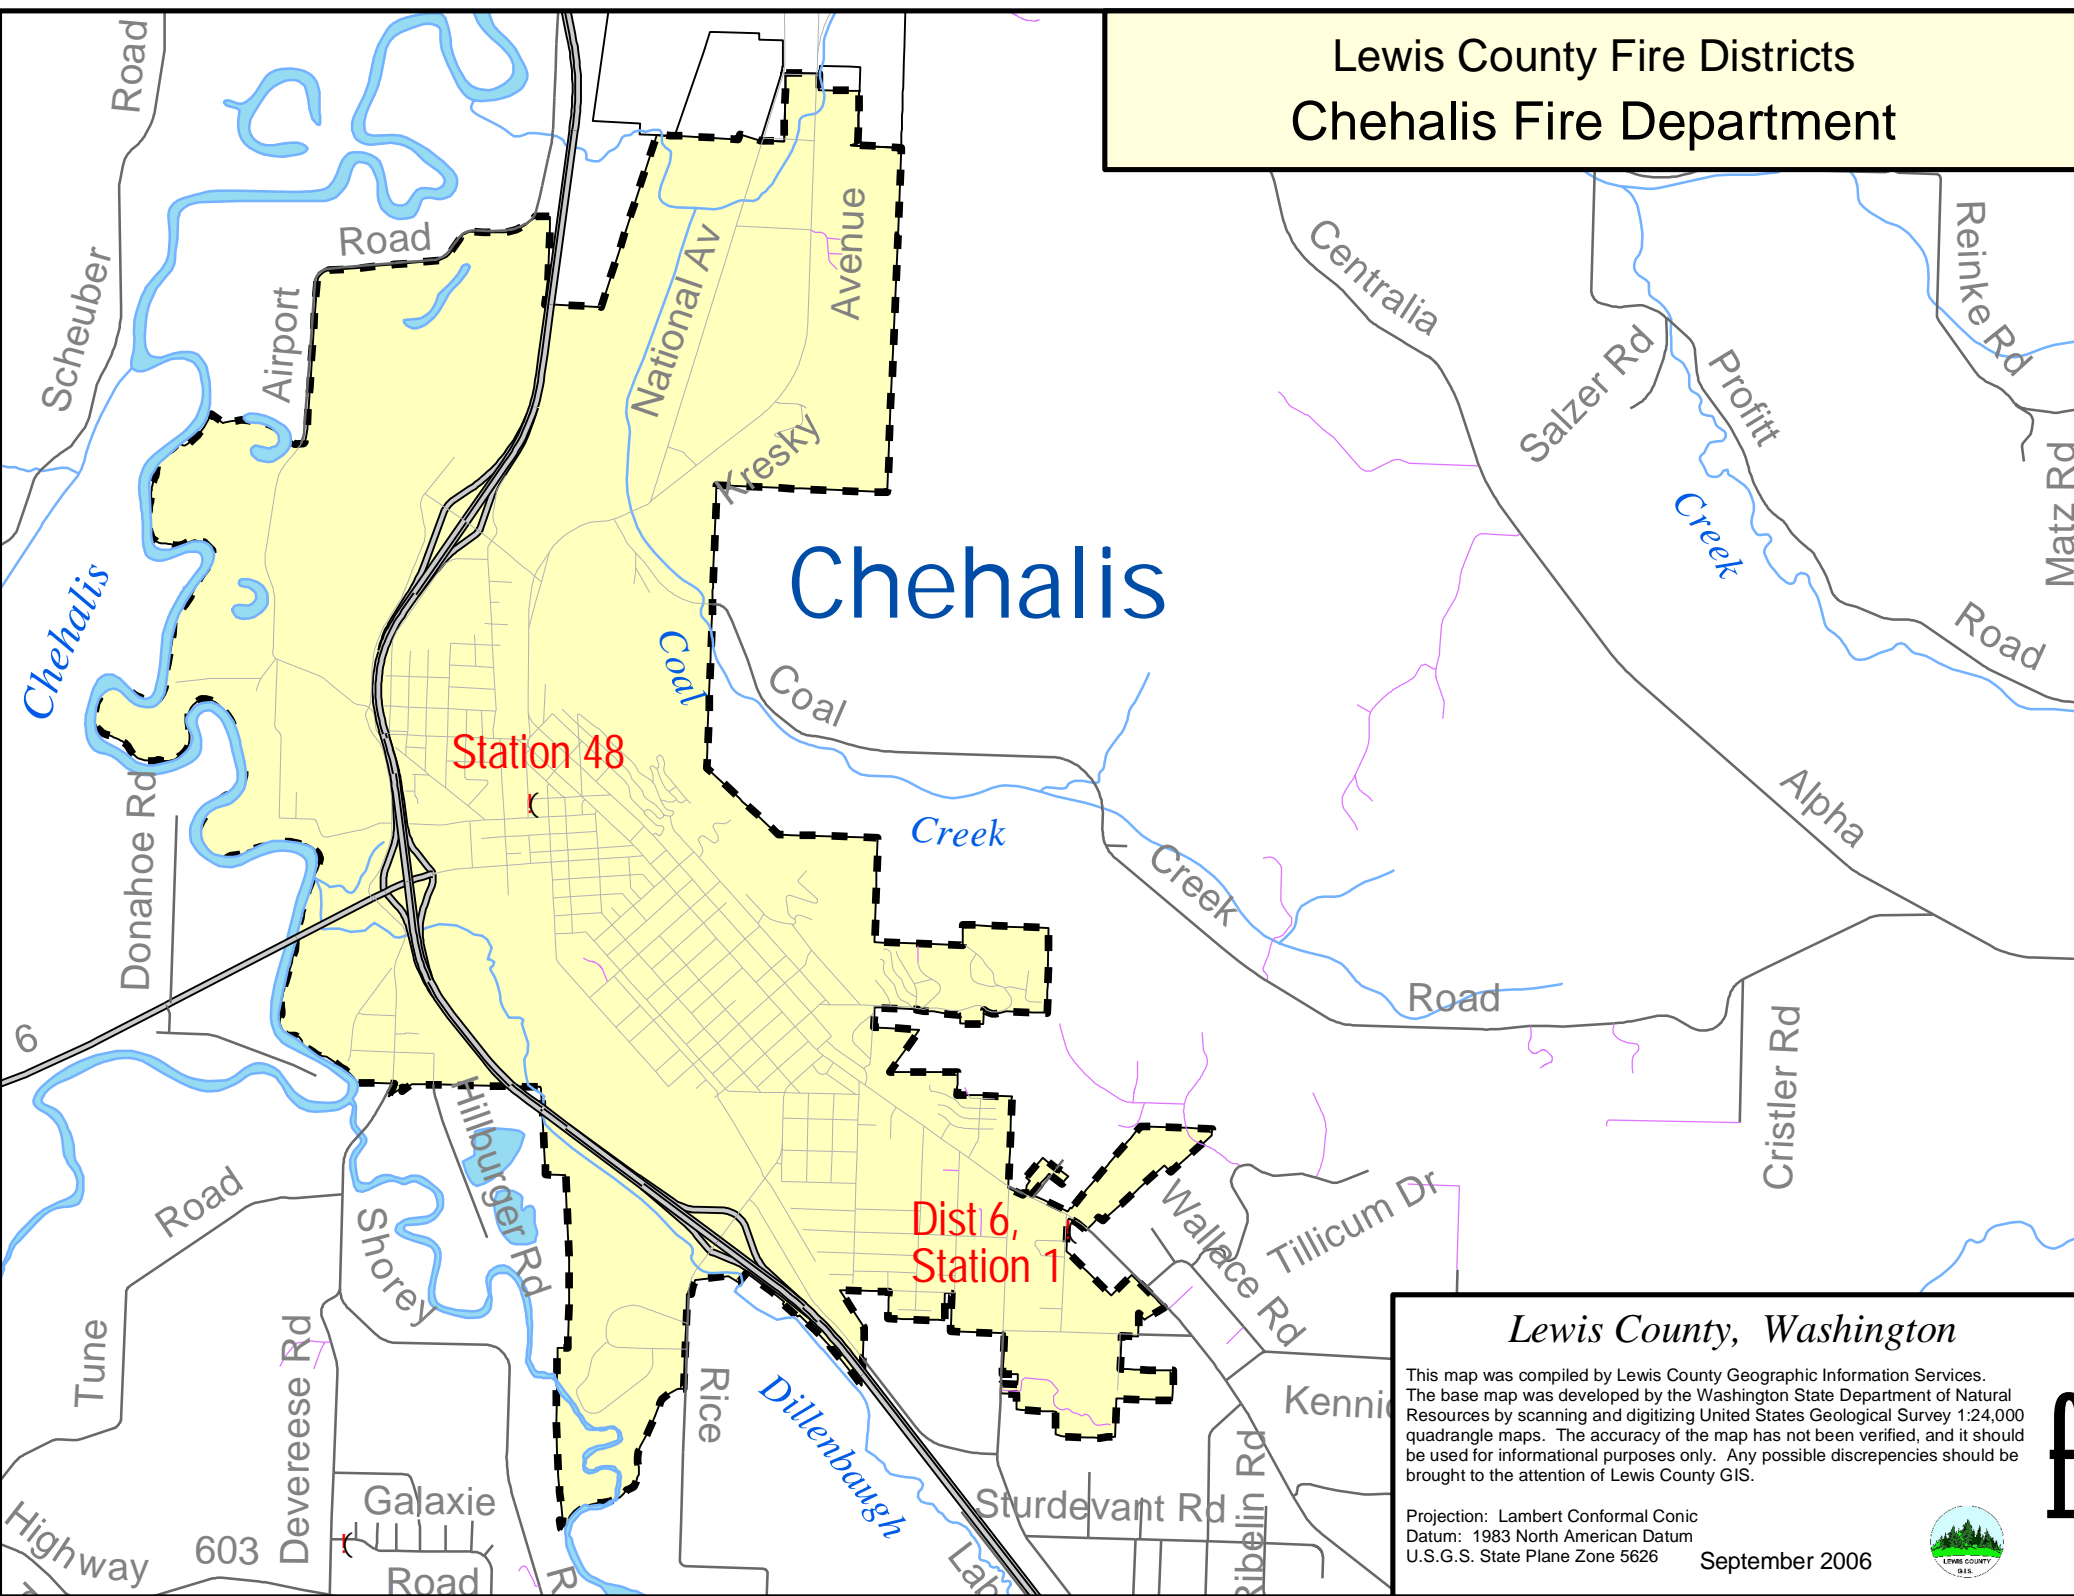 Lewis County Fire Districts
Chehalis Fire Department
Road
Scheuber
Road
Airport
National Av
Avenue
Kresky
Centralia
Reinke Rd
Salzer Rd
Profitt
Matz Rd
Creek
Road
Chehalis
Chehalis
Coal
Coal
Station 48
Creek
Creek
Alpha
Donahoe Rd
Road
6
Cristler Rd
Hillburger Rd
Road
Shorey
Dist 6,
Station 1
Wallace Rd
Tillicum Dr
Tune
Devereese Rd
Rice
Dillenbaugh
Galaxie
Road
Highway
603
Sturdevant Rd
Ribelin Rd
Lewis County, Washington
This map was compiled by Lewis County Geographic Information Services.
The base map was developed by the Washington State Department of Natural
Resources by scanning and digitizing United States Geological Survey 1:24,000
quadrangle maps. The accuracy of the map has not been verified, and it should
be used for informational purposes only. Any possible discrepancies should be
brought to the attention of Lewis County GIS.
Projection: Lambert Conformal Conic
Datum: 1983 North American Datum
U.S.G.S. State Plane Zone 5626
September 2006
LEWIS COUNTY
G.I.S.